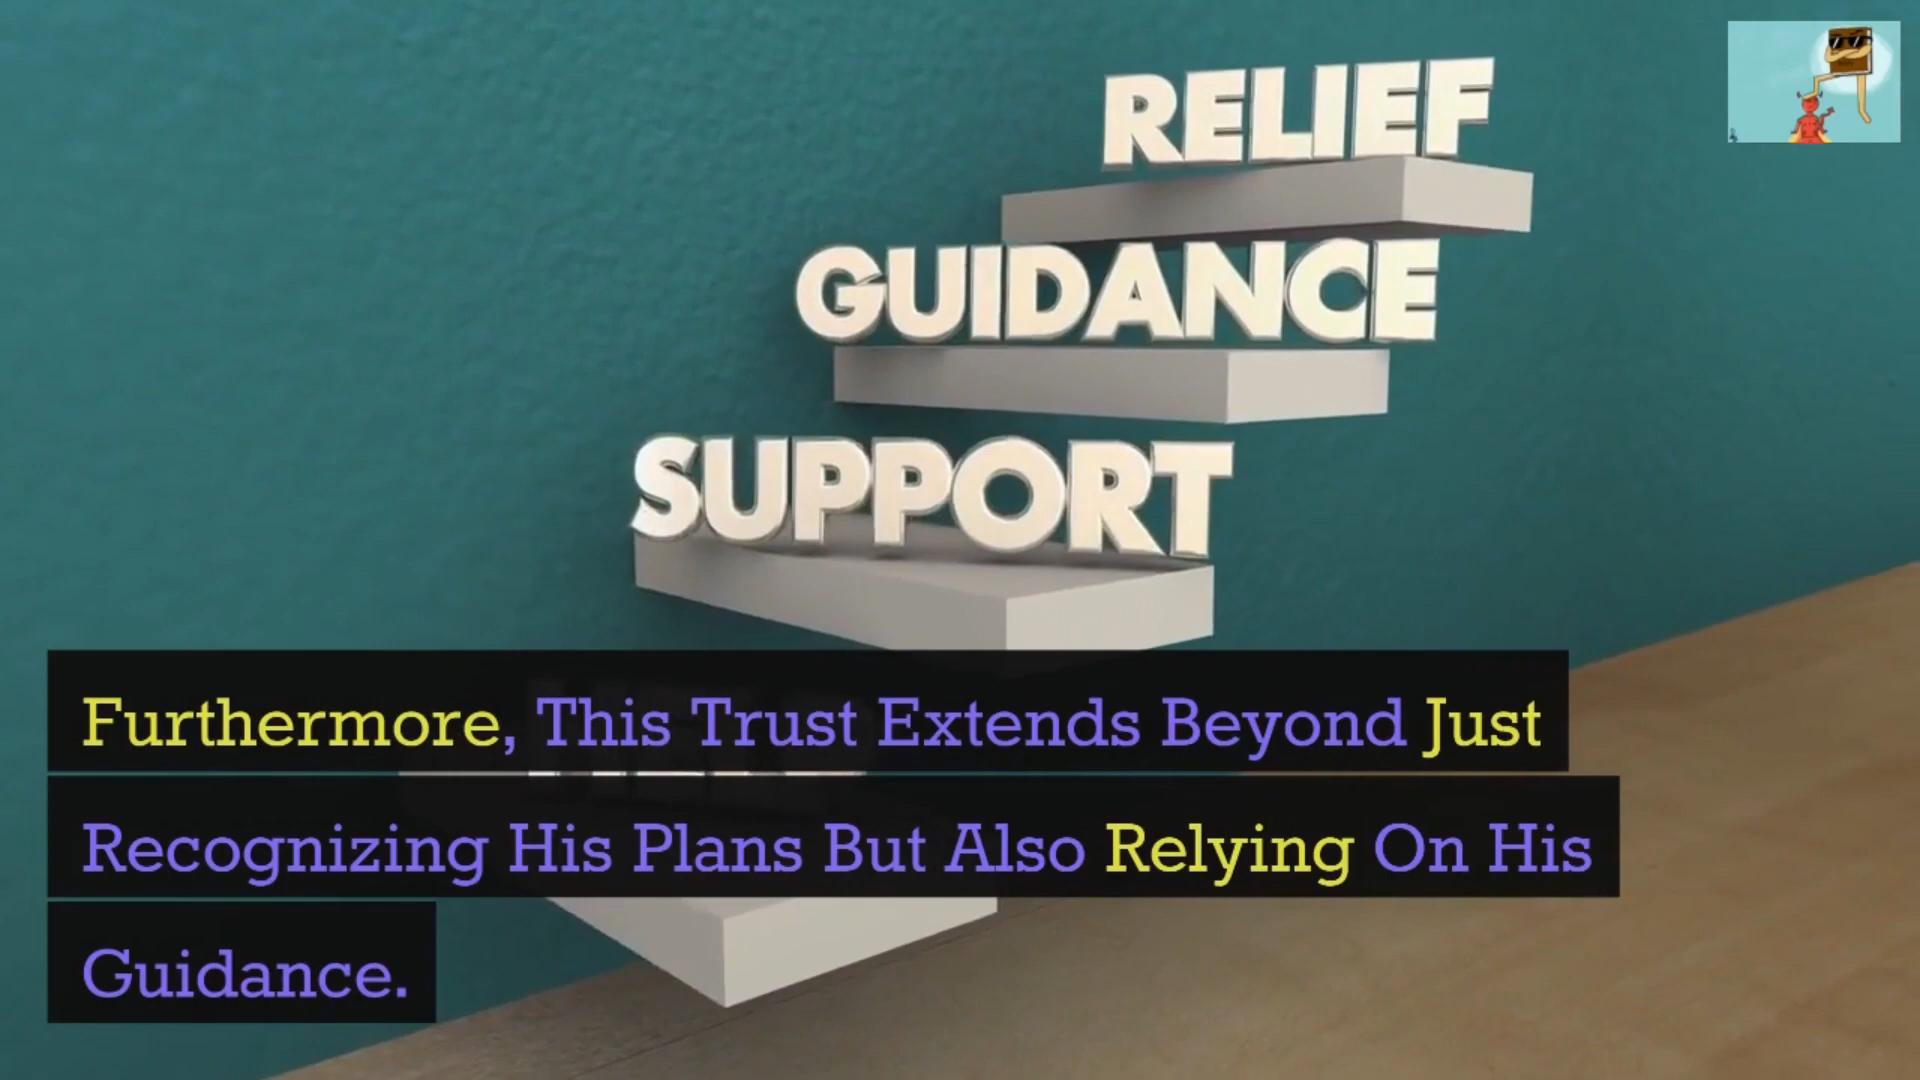 RELIEF
GUIDANCE
SUPPORT
Furthermore, This Trust Extends Beyond Just
Recognizing His Plans But Also Relying On His
Guidance.